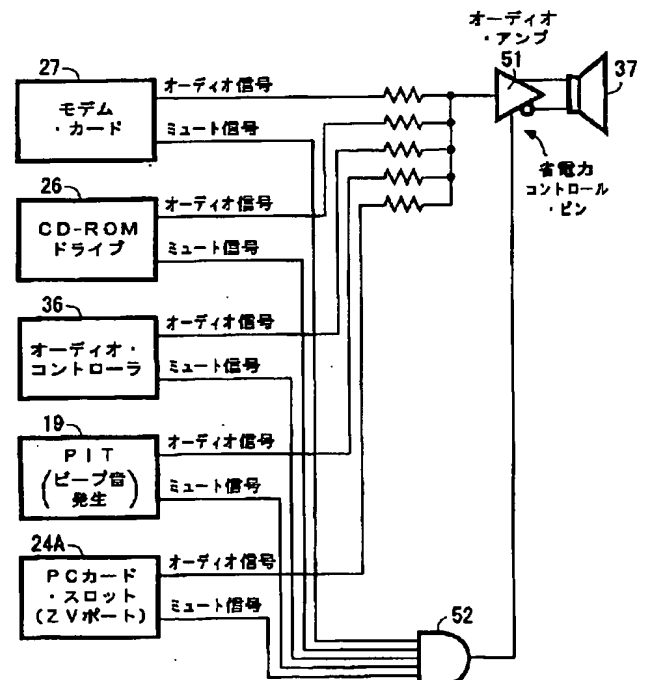 オーディオ
・アンプ
51
37
27
モデム
・カード
オーディオ信号
ミュート信号
省電力
コントロール
・ピン
26
CD-ROM
ドライブ
オーディオ信号
ミュート信号
36
オーディオ・
コントローラ
オーディオ信号
ミュート信号
19
PIT
(ビープ音
発生)
オーディオ信号
ミュート信号
24A
PCカード
・スロット
(ZVポート)
オーディオ信号
ミュート信号
52